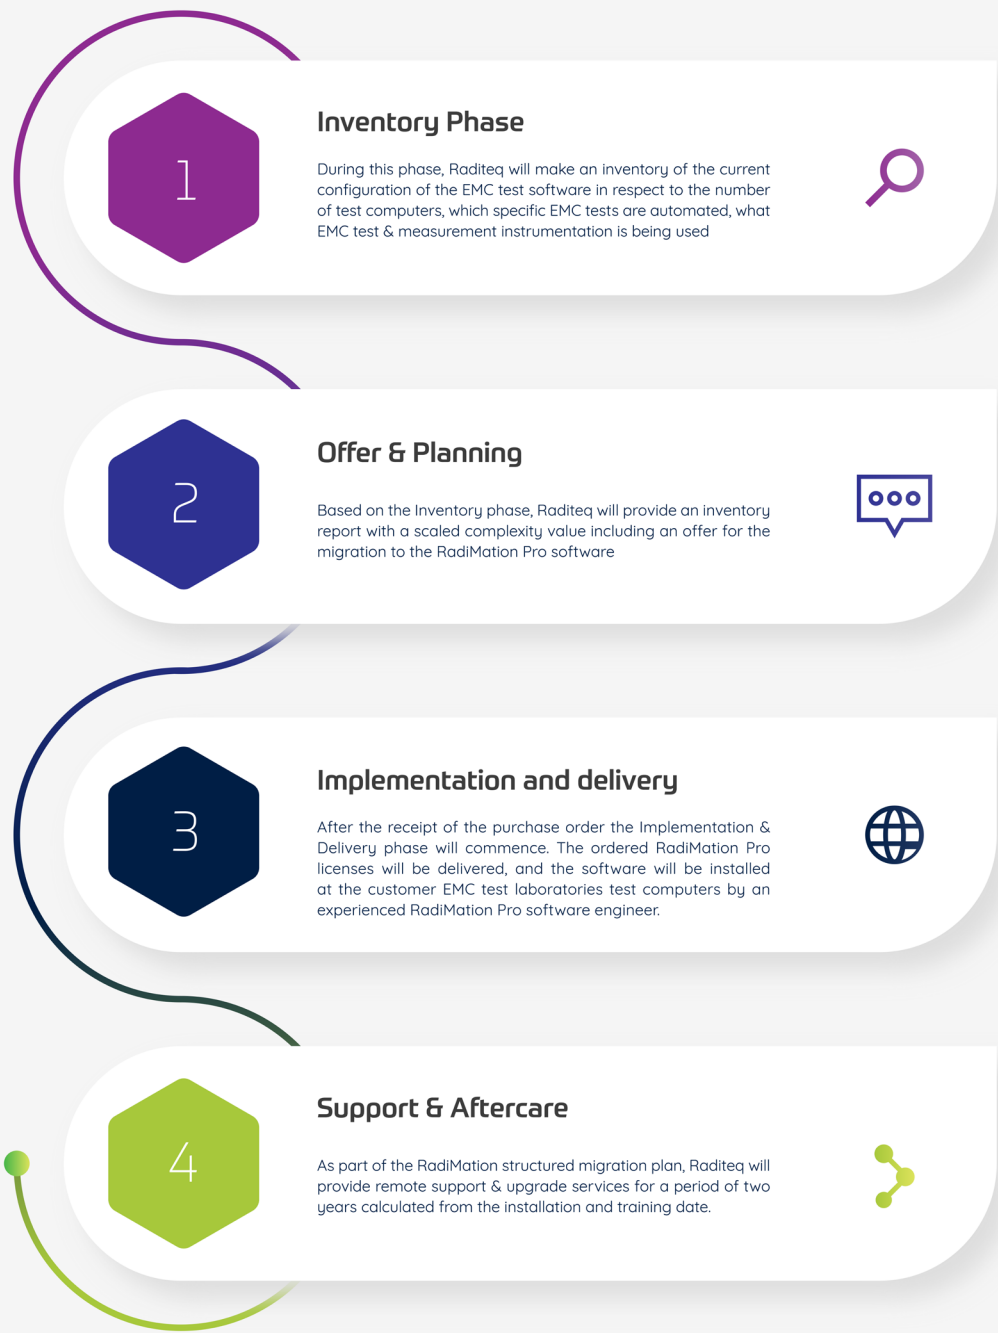 1
Inventory Phase
During this phase, Raditeq will make an inventory of the current
configuration of the EMC test software in respect to the number
of test computers, which specific EMC tests are automated, what
EMC test & measurement instrumentation is being used
2
Offer & Planning
Based on the Inventory phase, Raditeq will provide an inventory
report with a scaled complexity value including an offer for the
migration to the RadiMation Pro software
3
Implementation and delivery
After the receipt of the purchase order the Implementation &
Delivery phase will commence. The ordered RadiMation Pro
licenses will be delivered, and the software will be installed
at the customer EMC test laboratories test computers by an
experienced RadiMation Pro software engineer.
4
Support & Aftercare
As part of the RadiMation structured migration plan, Raditeq will
provide remote support & upgrade services for a period of two
years calculated from the installation and training date.